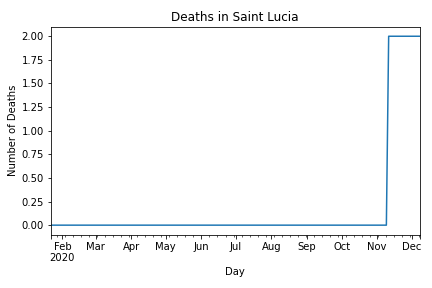 Deaths in Saint Lucia
2.00
1.75
1.50
1.25
1.00
0.75
0.50
0.25
0.00
Number of Deaths
Feb Mar Apr May Jun Jul Aug Sep Oct Nov Dec
2020
Day